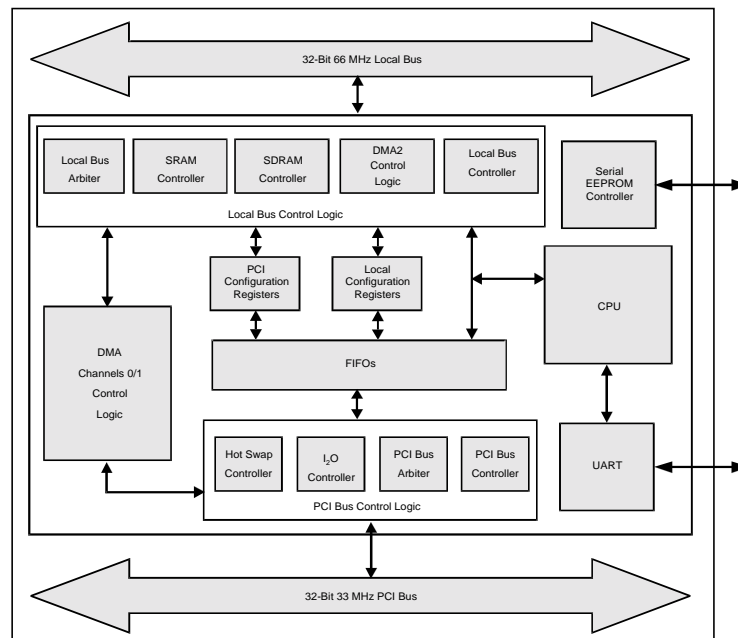 32-Bit 66 MHz Local Bus
Local Bus
Arbiter
SRAM
Controller
SDRAM
Controller
DMA2
Control
Logic
Local Bus
Controller
Serial
EEPROM
Controller
Local Bus Control Logic
PCI
Configuration
Registers
Local
Configuration
Registers
CPU
DMA
Channels 0/1
Control
Logic
FIFOs
Hot Swap
Controller
I₂O
Controller
PCI Bus
Arbiter
PCI Bus
Controller
UART
PCI Bus Control Logic
32-Bit 33 MHz PCI Bus